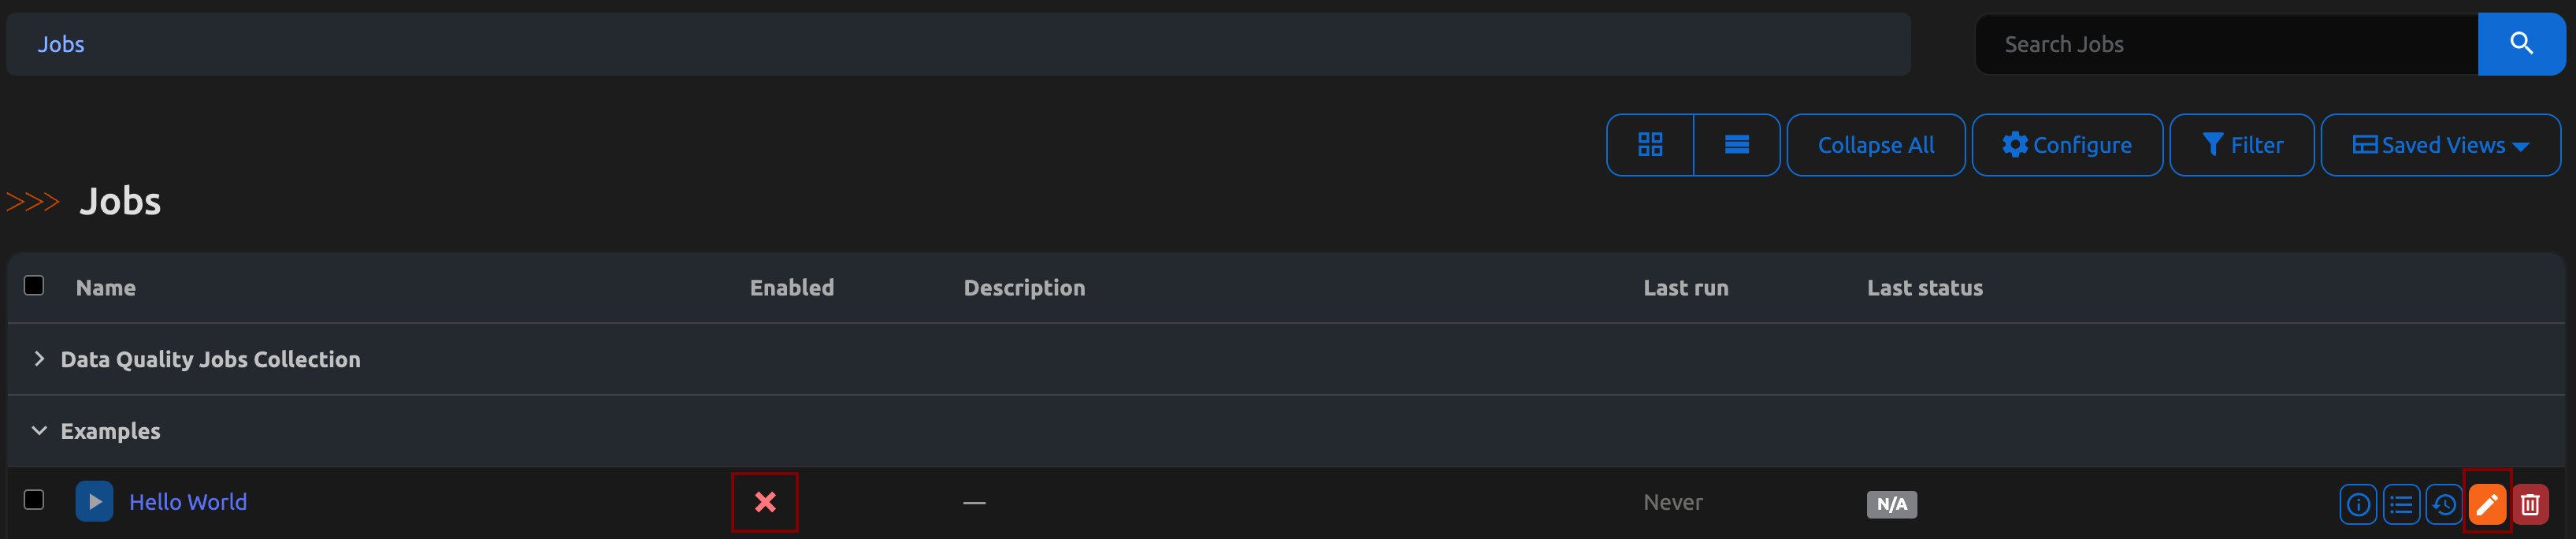 Jobs
Search Jobs
Collapse All
Configure
Filter
Saved Views
>>> Jobs
Name Enabled Description Last run Last status
Data Quality Jobs Collection
Examples
Hello World — Never N/A